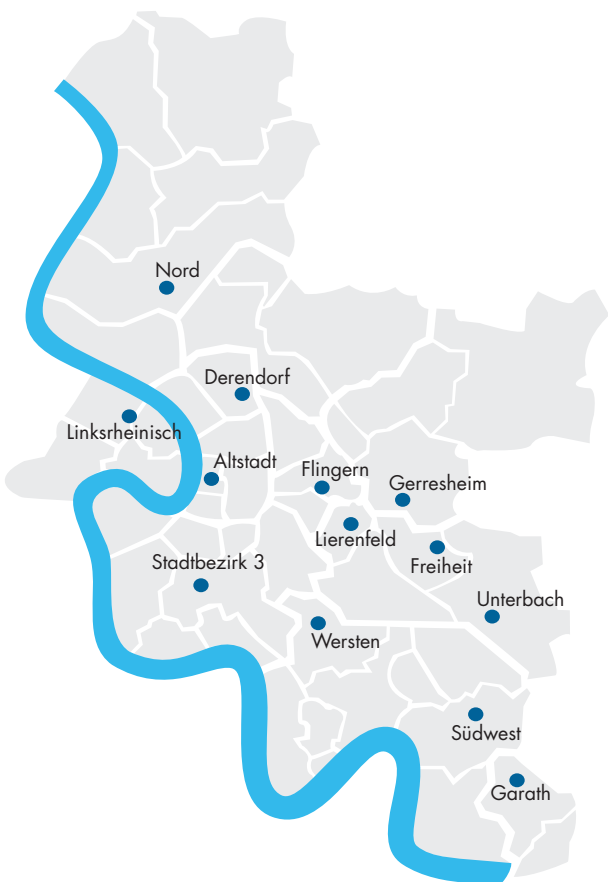 Nord
Derendorf
Linksrheinisch
Altstadt
Flingern
Gerresheim
Lierenfeld
Freiheit
Stadtbezirk 3
Unterbach
Wersten
Südwest
Garath